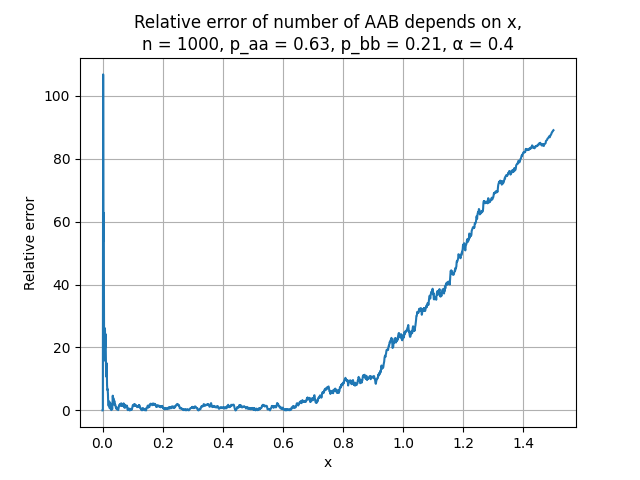 Relative error of number of AAB depends on x,
n = 1000, p_aa = 0.63, p_bb = 0.21, α = 0.4
100
80
60
40
20
0
Relative error
0.0 0.2 0.4 0.6 0.8 1.0 1.2 1.4
x